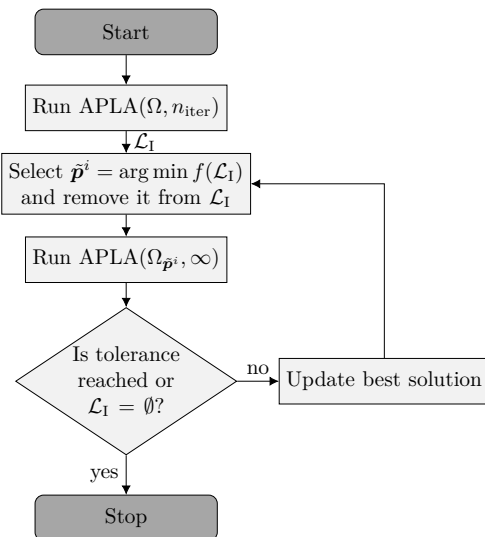 Start
Run APLA(Ω, n_iter)
𝓛_I
Select p̃^i = arg min f(𝓛_I)
and remove it from 𝓛_I
Run APLA(Ω_p̃^i, ∞)
Is tolerance
reached or
𝓛_I = ∅?
no
Update best solution
yes
Stop